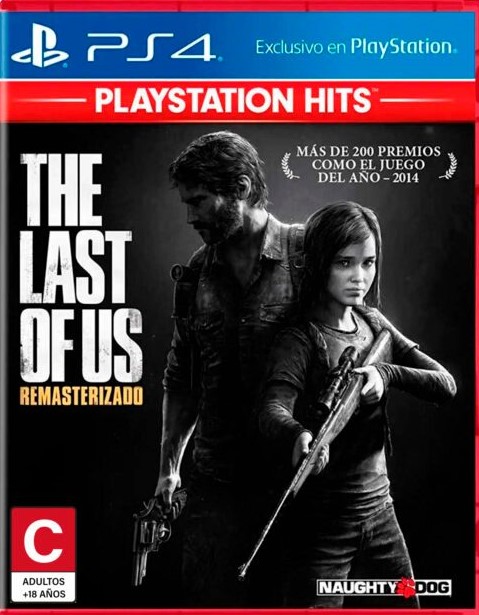 PS4
Exclusivo en PlayStation®
PLAYSTATION HITS™
MÁS DE 200 PREMIOS
COMO EL JUEGO
DEL AÑO – 2014
THE
LAST
OF US
REMASTERIZADO
C
ADULTOS
+18 AÑOS
NAUGHTY DOG